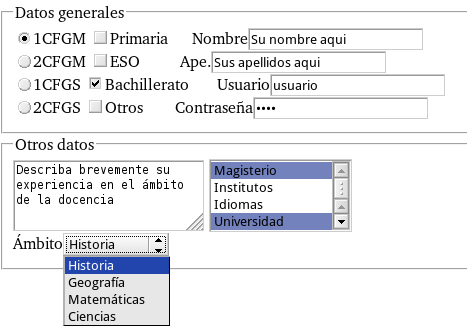 Datos generales
1CFGM Primaria Nombre Su nombre aqui
2CFGM ESO Ape. Sus apellidos aqui
1CFGS Bachillerato Usuario usuario
2CFGS Otros Contraseña ••••
Otros datos
Describa brevemente su
experiencia en el ámbito
de la docencia
Magisterio
Institutos
Idiomas
Universidad
Ámbito Historia
Historia
Geografía
Matemáticas
Ciencias